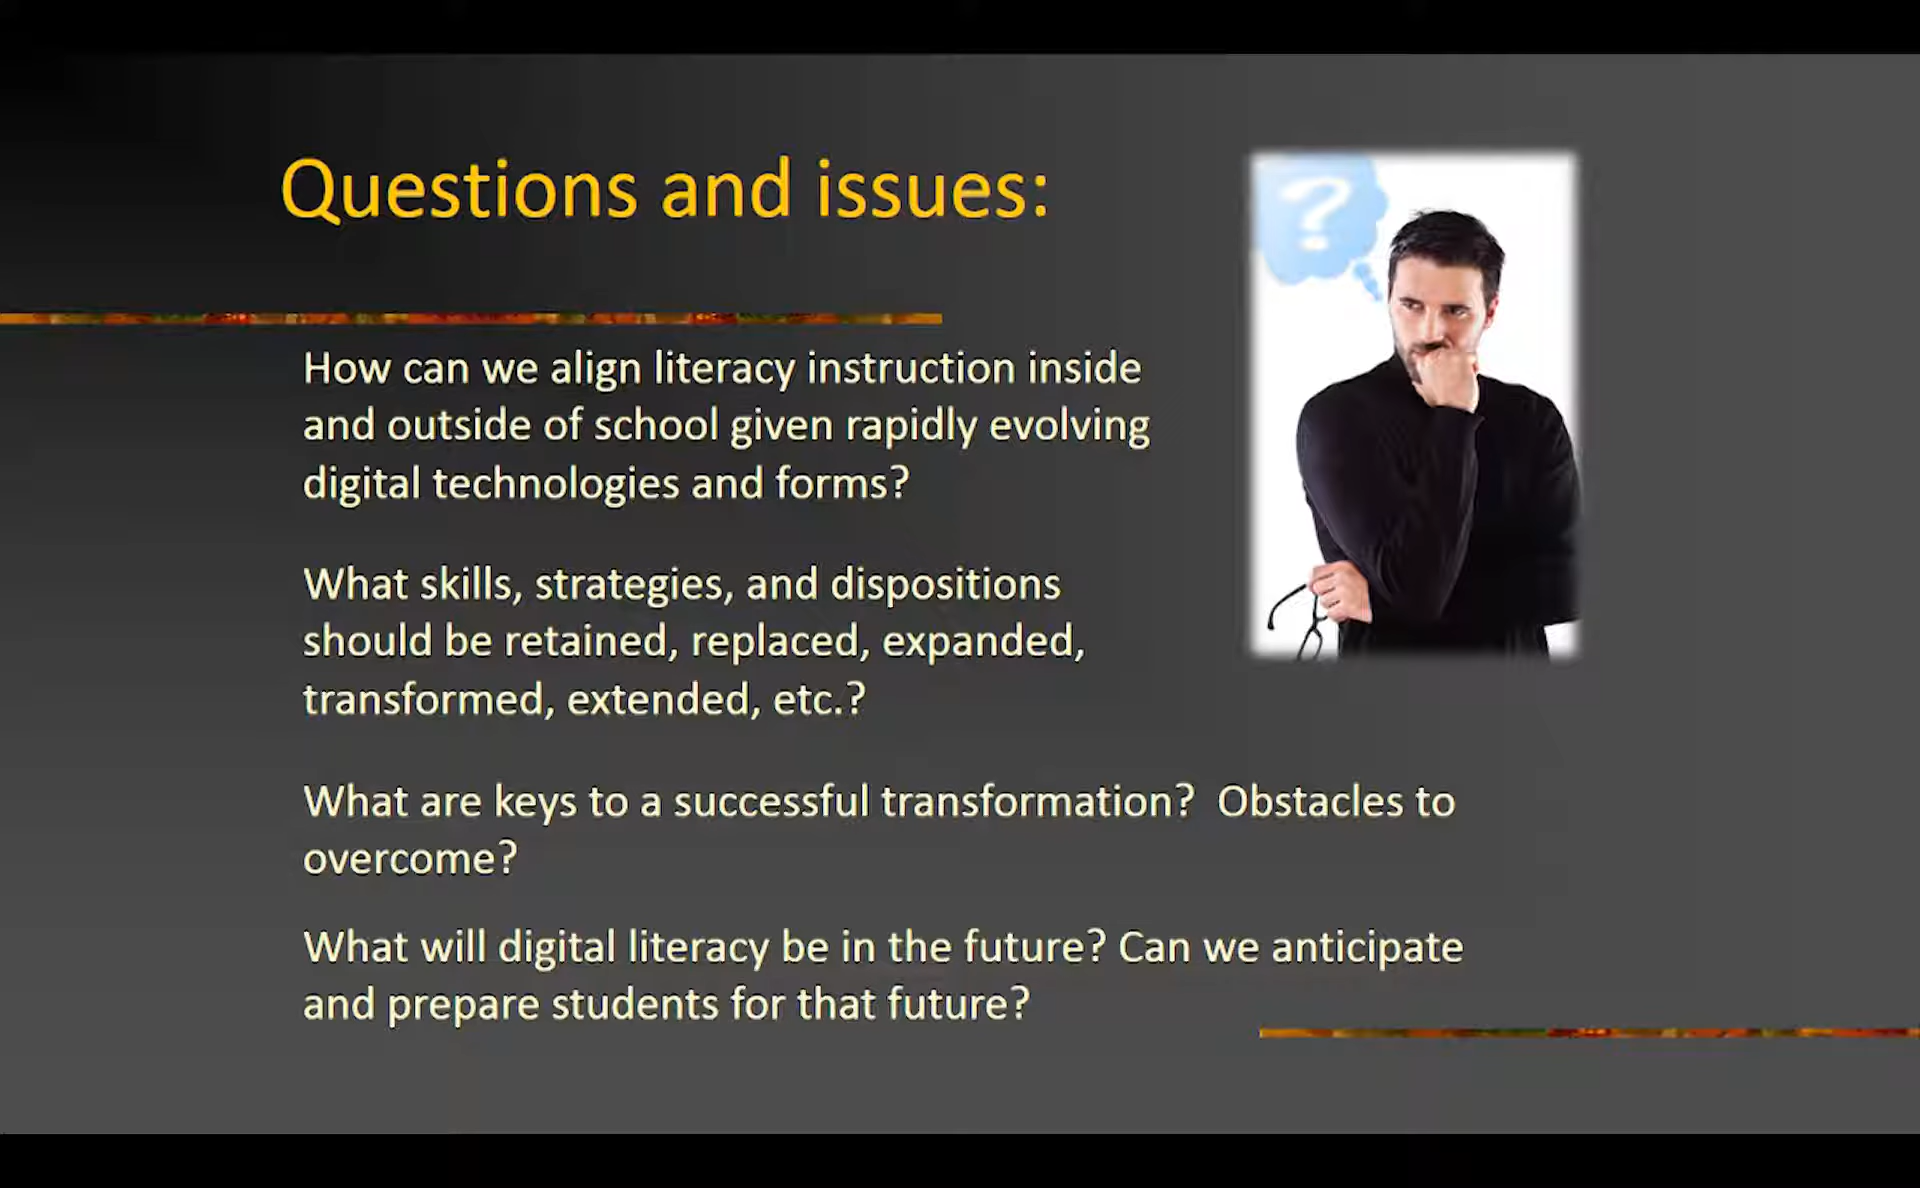 Questions and issues:
?
How can we align literacy instruction inside
and outside of school given rapidly evolving
digital technologies and forms?
What skills, strategies, and dispositions
should be retained, replaced, expanded,
transformed, extended, etc.?
What are keys to a successful transformation?  Obstacles to
overcome?
What will digital literacy be in the future? Can we anticipate
and prepare students for that future?